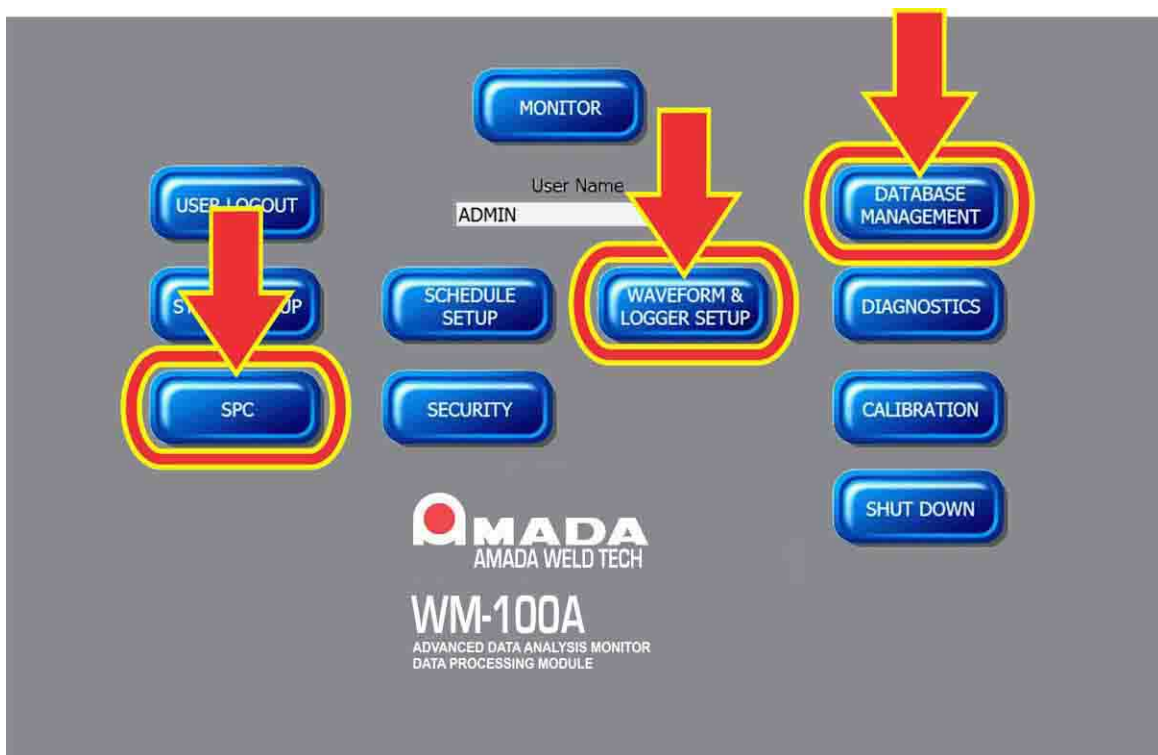 MONITOR
User Name
ADMIN
USER LOGOUT
DATABASE
MANAGEMENT
SCHEDULE
SETUP
WAVEFORM &
LOGGER SETUP
DIAGNOSTICS
SPC
SECURITY
CALIBRATION
SHUT DOWN
AMADA
AMADA WELD TECH
WM-100A
ADVANCED DATA ANALYSIS MONITOR
DATA PROCESSING MODULE